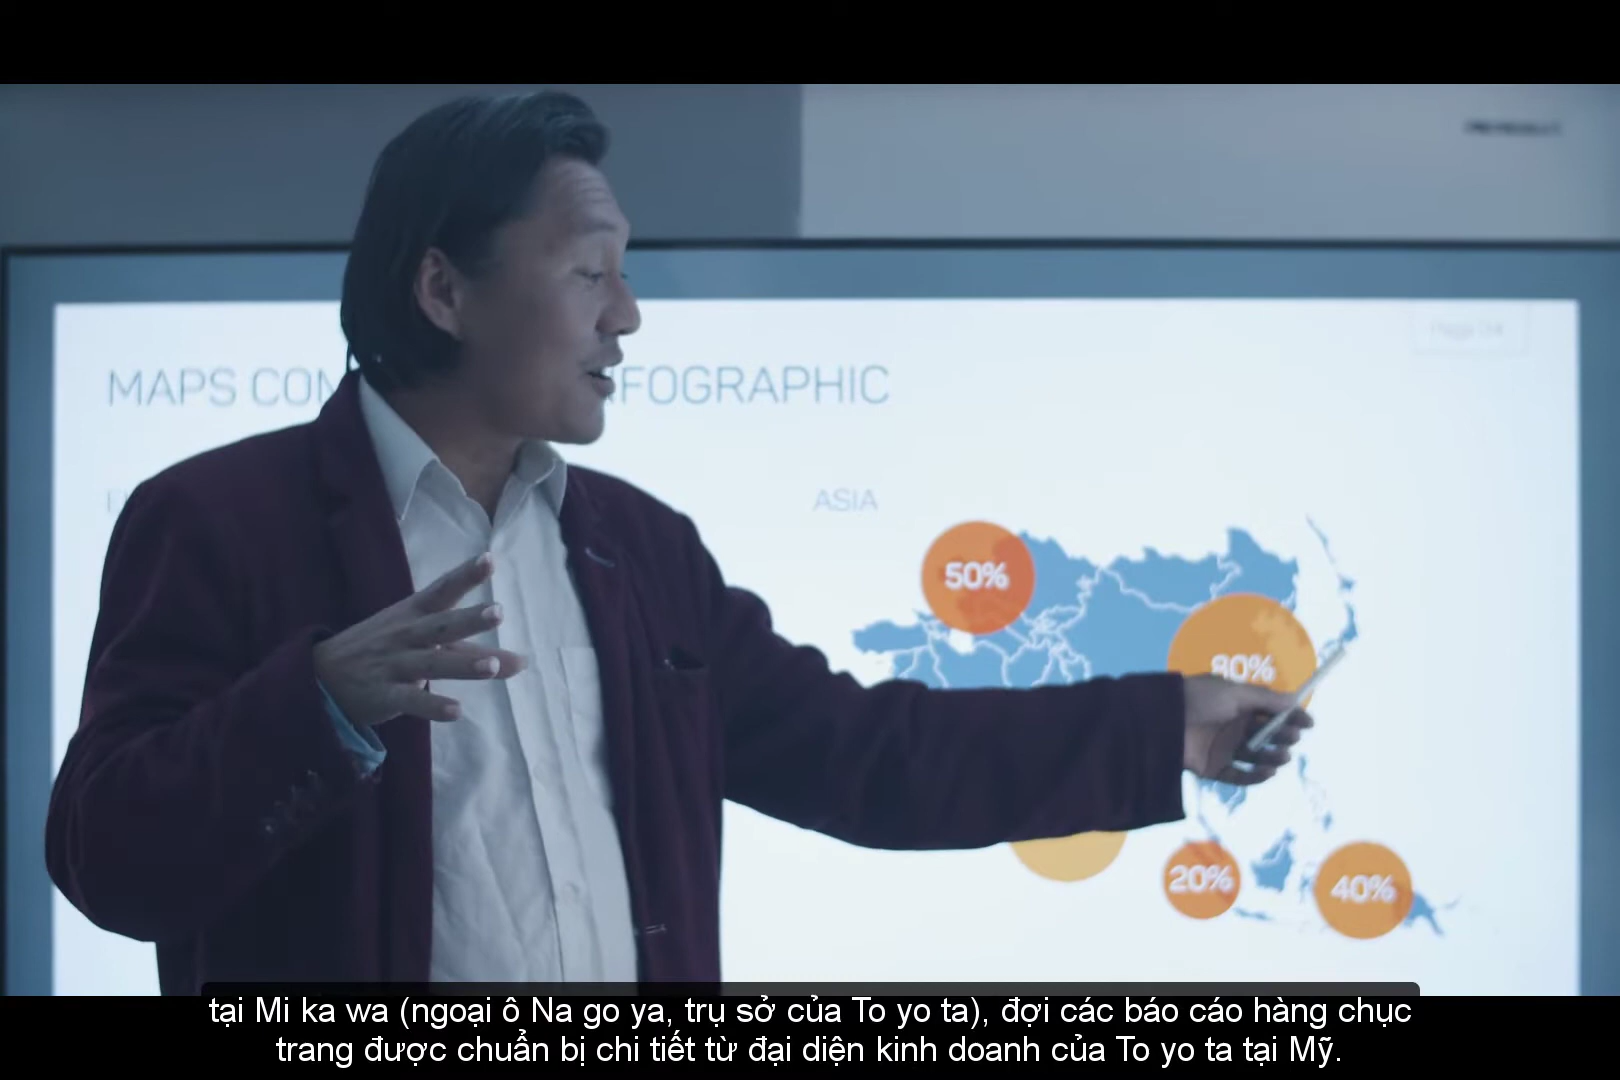 MAPS CON
FOGRAPHIC
ASIA
50%
80%
20%
40%
tại Mi ka wa (ngoại ô Na go ya, trụ sở của To yo ta), đợi các báo cáo hàng chục
trang được chuẩn bị chi tiết từ đại diện kinh doanh của To yo ta tại Mỹ.